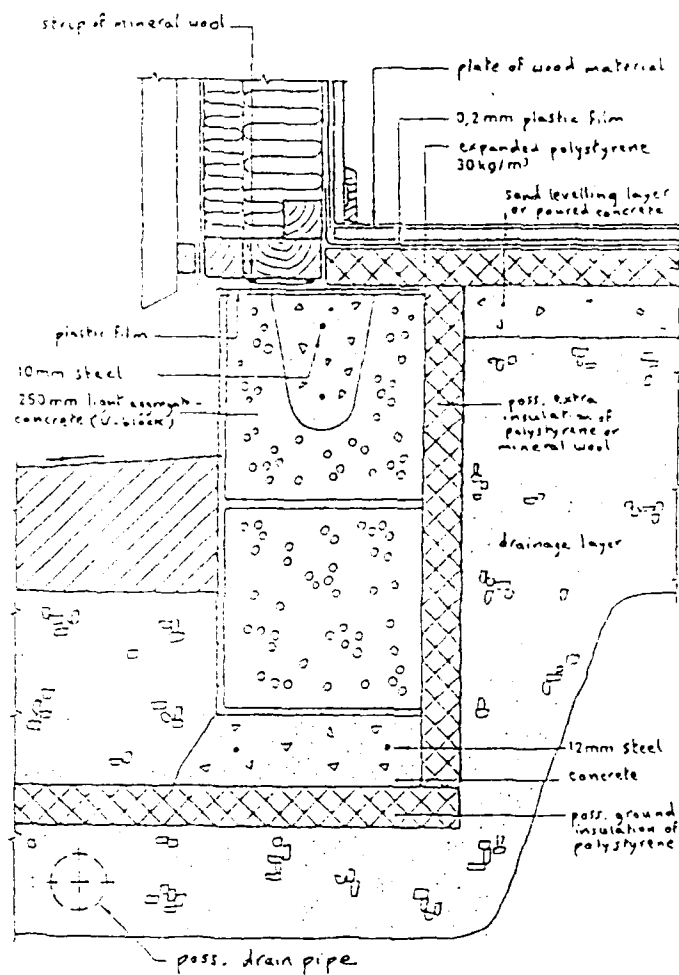 strip of mineral wool
plate of wood material
0,2mm plastic film
expanded polystyrene
30kg/m³
sand levelling layer
or poured concrete
plastic film
10mm steel
250mm light aggregate-
concrete (U-block)
poss. extra
insulation of
polystyrene or
mineral wool
drainage layer
12mm steel
concrete
poss. ground
insulation of
polystyrene
poss. drain pipe